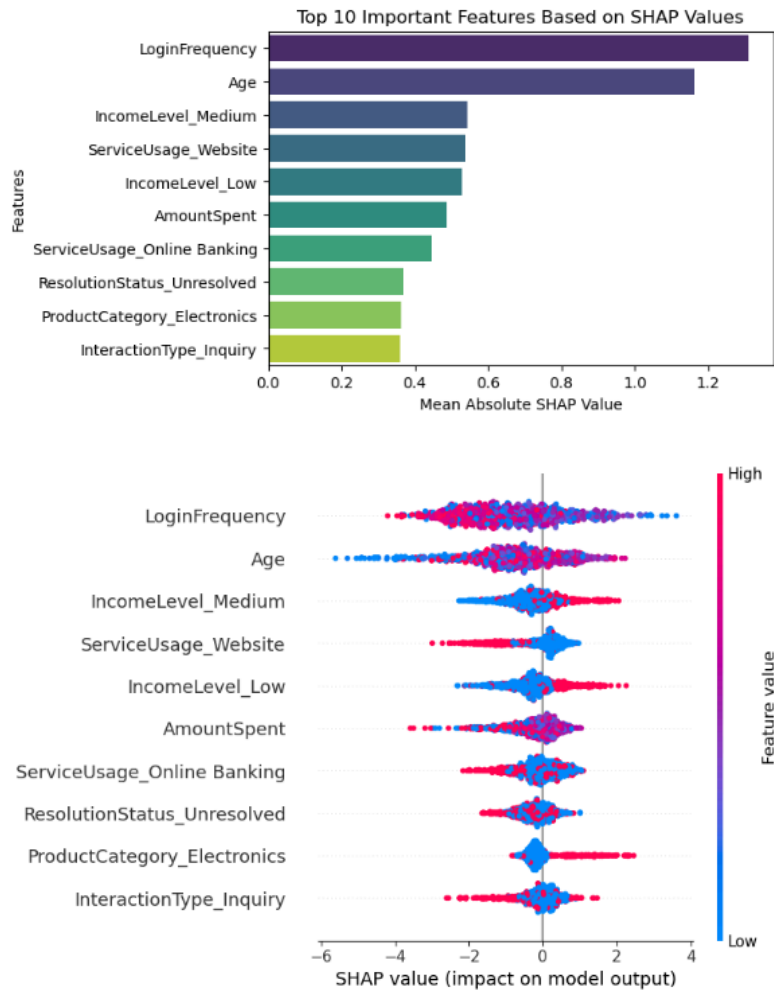 Top 10 Important Features Based on SHAP Values
Features
LoginFrequency
Age
IncomeLevel_Medium
ServiceUsage_Website
IncomeLevel_Low
AmountSpent
ServiceUsage_Online Banking
ResolutionStatus_Unresolved
ProductCategory_Electronics
InteractionType_Inquiry
0.0 0.2 0.4 0.6 0.8 1.0 1.2
Mean Absolute SHAP Value
High
LoginFrequency
Age
IncomeLevel_Medium
ServiceUsage_Website
IncomeLevel_Low
AmountSpent
ServiceUsage_Online Banking
ResolutionStatus_Unresolved
ProductCategory_Electronics
InteractionType_Inquiry
Feature value
Low
−6 −4 −2 0 2 4
SHAP value (impact on model output)